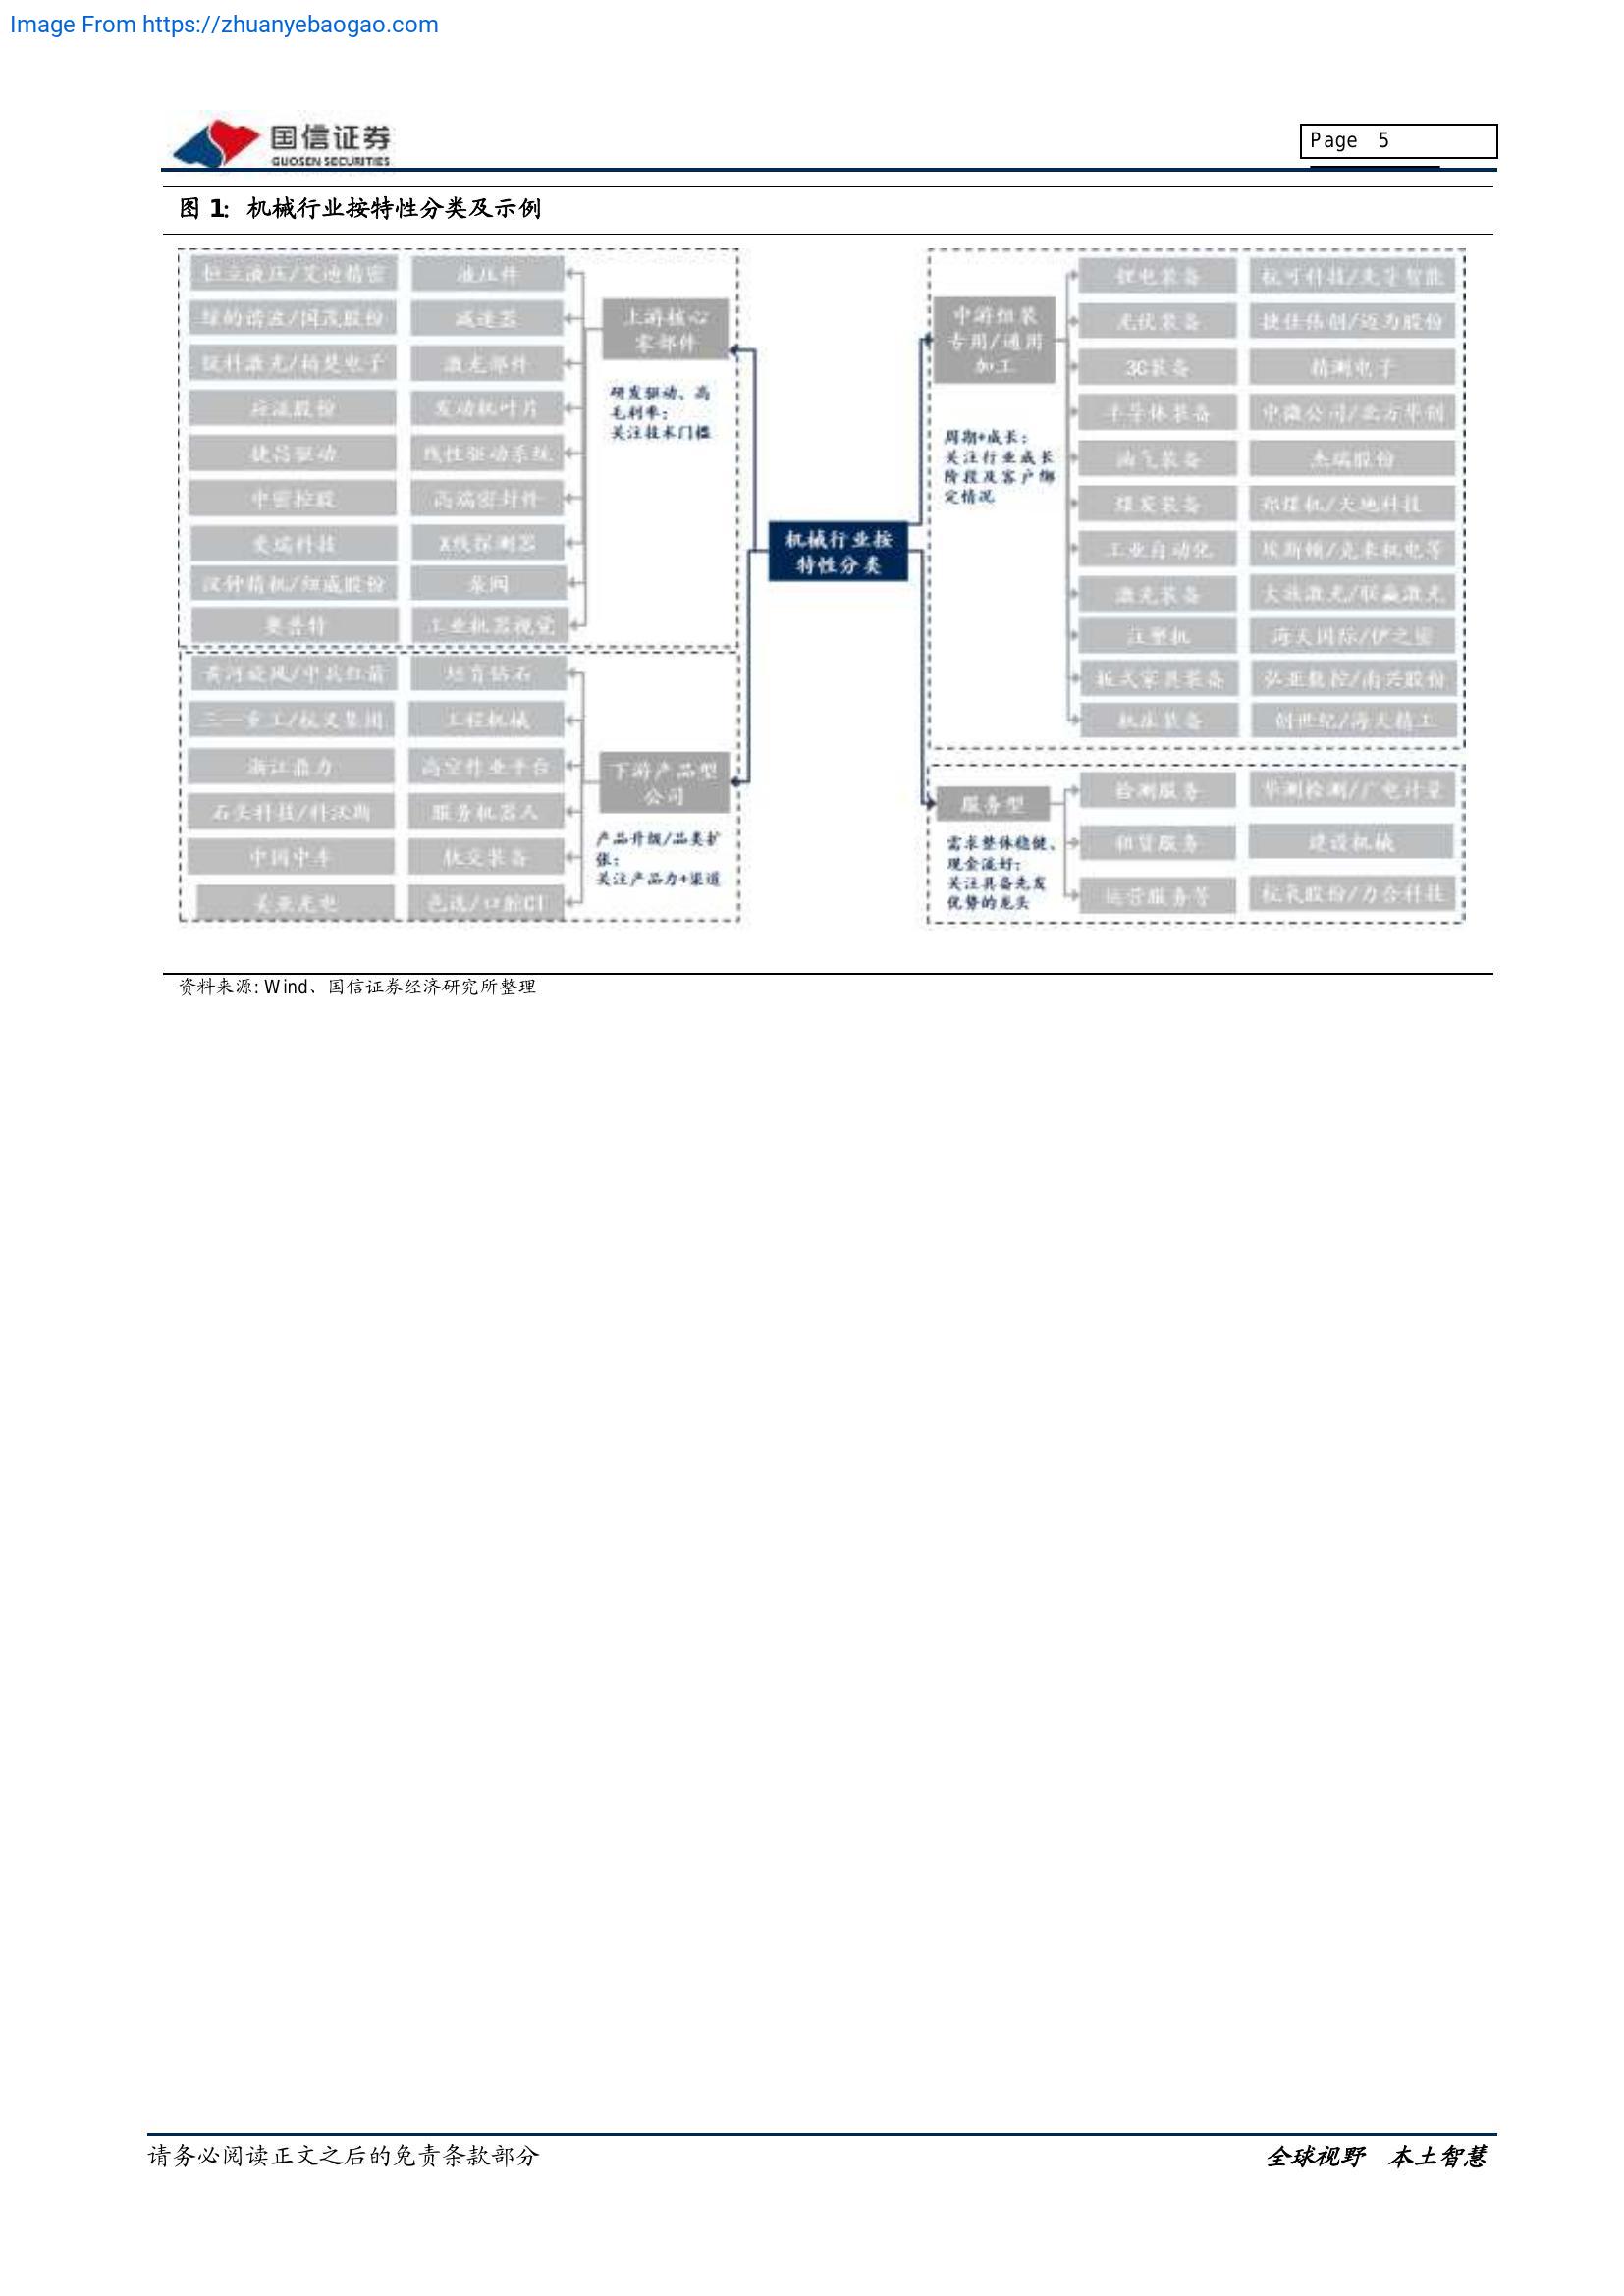 Image From https://zhuanyebaogao.com
国信证券
GUOSEN SECURITIES
Page 5
图 1: 机械行业按特性分类及示例
机械行业按
特性分类
上游核心
零部件
研发驱动、高
毛利率;
关注技术门槛
恒立液压/艾迪精密
液压件
绿的谐波/国茂股份
减速器
锐科激光/柏楚电子
激光部件
应流股份
发动机叶片
捷昌驱动
线性驱动系统
中密控股
高端密封件
奕瑞科技
X线探测器
汉钟精机/纽威股份
泵阀
奥普特
工业机器视觉
下游产品型
公司
产品升级/品类扩
张;
关注产品力+渠道
黄河旋风/中兵红箭
培育钻石
三一重工/杭叉集团
工程机械
浙江鼎力
高空作业平台
石头科技/科沃斯
服务机器人
中国中车
轨交装备
美亚光电
色选/口腔CT
中游组装
专用/通用
加工
周期+成长:
关注行业成长
阶段及客户绑
定情况
锂电装备
杭可科技/先导智能
光伏装备
捷佳伟创/迈为股份
3C装备
精测电子
半导体装备
中微公司/北方华创
油气装备
杰瑞股份
煤炭装备
郑煤机/天地科技
工业自动化
埃斯顿/克来机电等
激光装备
大族激光/联赢激光
注塑机
海天国际/伊之密
板式家具装备
弘亚数控/南兴股份
机床装备
创世纪/海天精工
服务型
需求整体稳健、
现金流好;
关注具备先发
优势的龙头
检测服务
华测检测/广电计量
租赁服务
建设机械
运营服务等
杭氧股份/力合科技
资料来源: Wind、国信证券经济研究所整理
请务必阅读正文之后的免责条款部分
全球视野 本土智慧